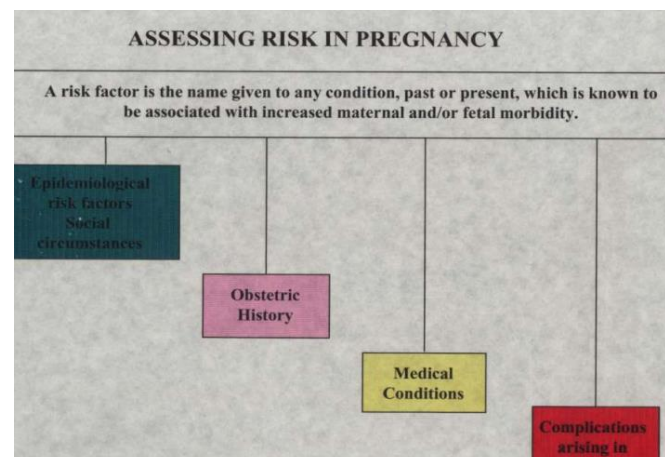 ASSESSING RISK IN PREGNANCY
A risk factor is the name given to any condition, past or present, which is known to
be associated with increased maternal and/or fetal morbidity.
Epidemiological
risk factors
Social
circumstances
Obstetric
History
Medical
Conditions
Complications
arising in